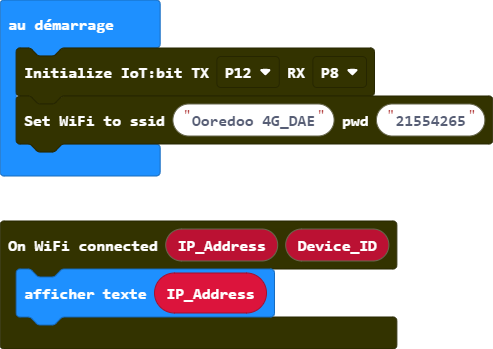 au démarrage
Initialize IoT:bit TX P12 RX P8
Set WiFi to ssid "Ooredoo 4G_DAE" pwd "21554265"
On WiFi connected IP_Address Device_ID
afficher texte IP_Address